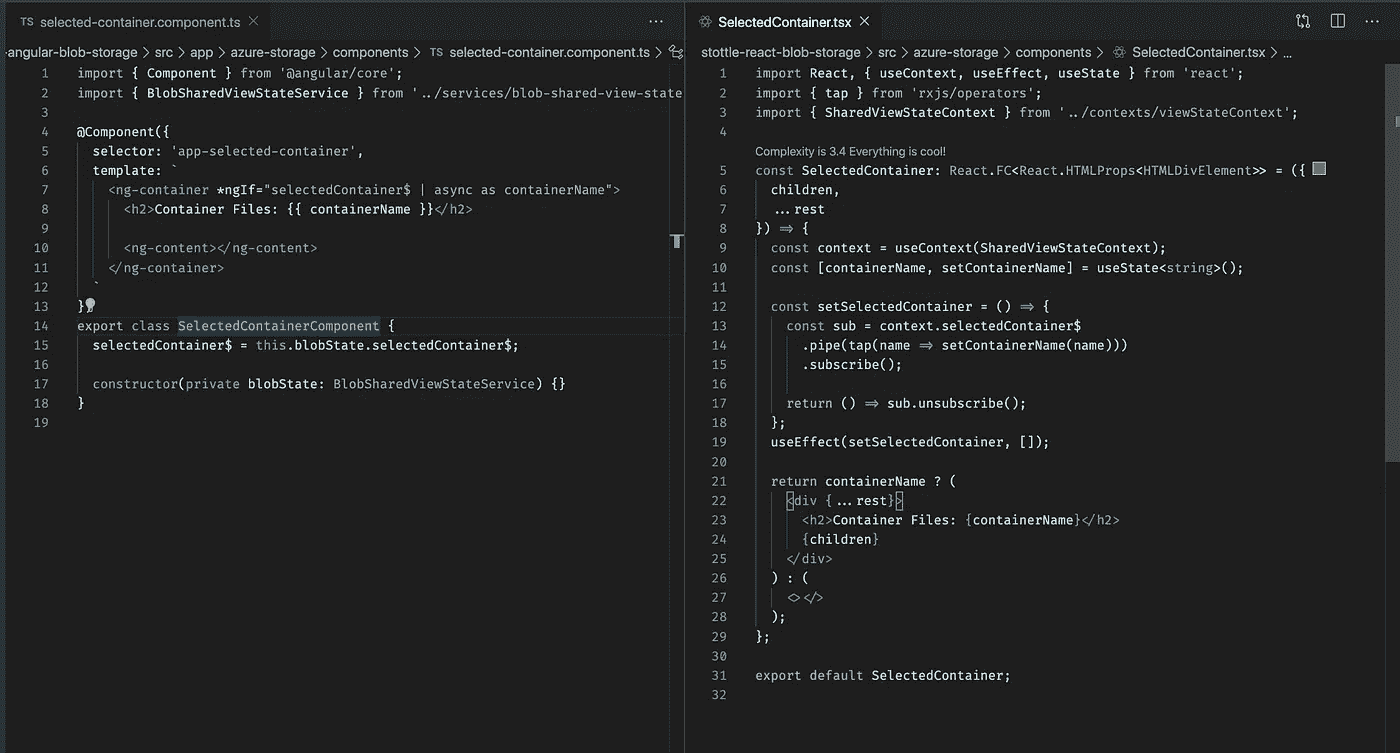 TS selected-container.component.ts
-angular-blob-storage > src > app > azure-storage > components > TS selected-container.component.ts >
1 import { Component } from '@angular/core';
2 import { BlobSharedViewStateService } from '../services/blob-shared-view-state
3
4 @Component({
5 selector: 'app-selected-container',
6 template: `
7 <ng-container *ngIf="selectedContainer$ | async as containerName">
8 <h2>Container Files: {{ containerName }}</h2>
9
10 <ng-content></ng-content>
11 </ng-container>
12 `
13 }
14 export class SelectedContainerComponent {
15 selectedContainer$ = this.blobState.selectedContainer$;
16
17 constructor(private blobState: BlobSharedViewStateService) {}
18 }
19
SelectedContainer.tsx
stottle-react-blob-storage > src > azure-storage > components > SelectedContainer.tsx > ...
1 import React, { useContext, useEffect, useState } from 'react';
2 import { tap } from 'rxjs/operators';
3 import { SharedViewStateContext } from '../contexts/viewStateContext';
4
Complexity is 3.4 Everything is cool!
5 const SelectedContainer: React.FC<React.HTMLProps<HTMLDivElement>> = ({
6 children,
7 ...rest
8 }) => {
9 const context = useContext(SharedViewStateContext);
10 const [containerName, setContainerName] = useState<string>();
11
12 const setSelectedContainer = () => {
13 const sub = context.selectedContainer$
14 .pipe(tap(name => setContainerName(name)))
15 .subscribe();
16
17 return () => sub.unsubscribe();
18 };
19 useEffect(setSelectedContainer, []);
20
21 return containerName ? (
22 <div {...rest}>
23 <h2>Container Files: {containerName}</h2>
24 {children}
25 </div>
26 ) : (
27 <></>
28 );
29 };
30
31 export default SelectedContainer;
32